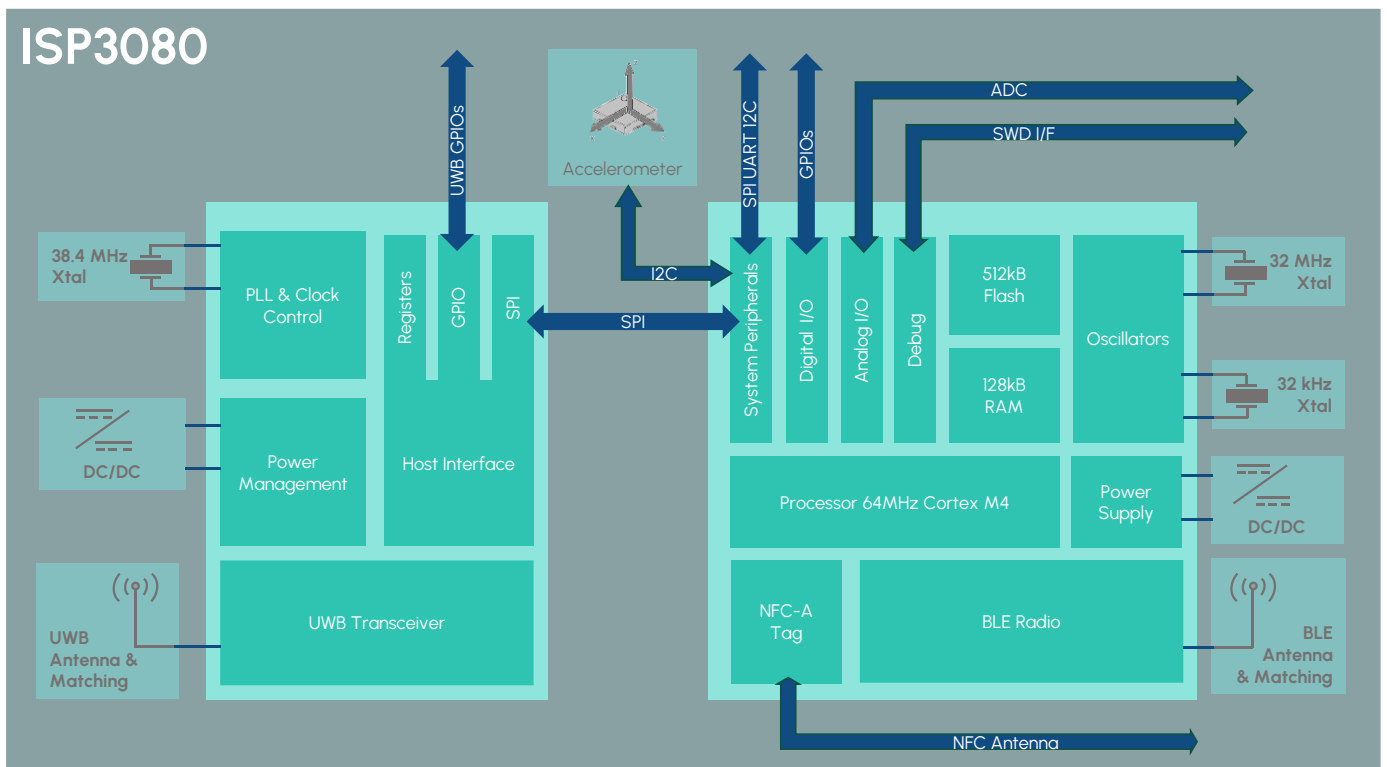 ISP3080
UWB GPIOs
Accelerometer
SPI UART I2C
GPIOs
ADC
SWD I/F
I2C
SPI
38.4 MHz
Xtal
PLL & Clock
Control
Registers
GPIO
SPI
Host Interface
DC/DC
Power
Management
UWB
Antenna &
Matching
UWB Transceiver
System Peripherals
Digital I/O
Analog I/O
Debug
512kB
Flash
128kB
RAM
Oscillators
32 MHz
Xtal
32 kHz
Xtal
Processor 64MHz Cortex M4
Power
Supply
DC/DC
NFC-A
Tag
BLE Radio
BLE
Antenna
& Matching
NFC Antenna